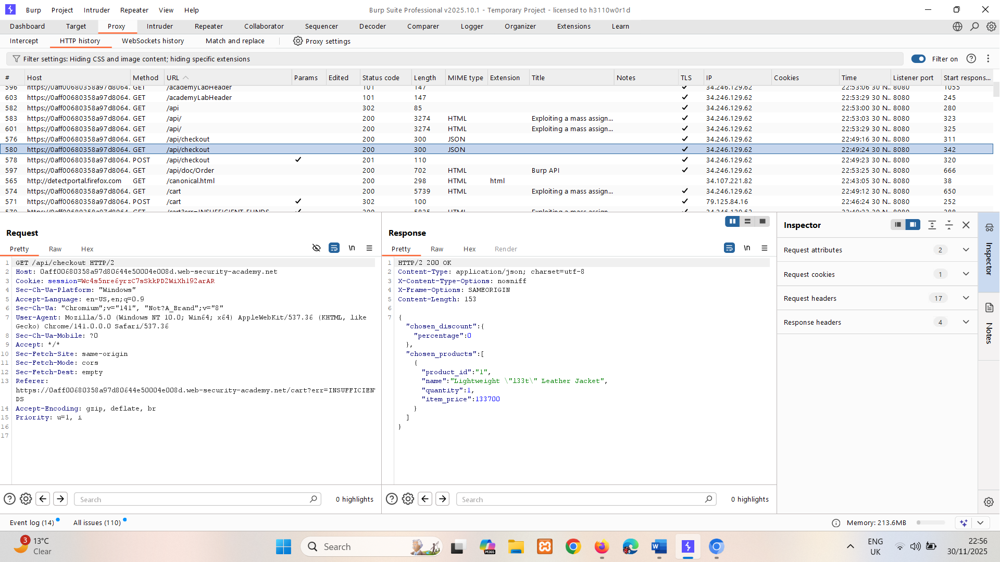 Burp Project Intruder Repeater View Help Burp Suite Professional v2025.10.1 - Temporary Project - licensed to h3110w0r1d
Dashboard Target Proxy Intruder Repeater Collaborator Sequencer Decoder Comparer Logger Organizer Extensions Learn
Intercept HTTP history WebSockets history Match and replace Proxy settings
Filter settings: Hiding CSS and image content; hiding specific extensions Filter on
# Host Method URL Params Edited Status code Length MIME type Extension Title Notes TLS IP Cookies Time Listener port Start respons...
596 https://0aff00680358a97d8064. GET /academyLabHeader 101 147 ✓ 34.246.129.62 22:53:06 30 N.. 8080 1055
603 https://0aff00680358a97d8064. GET /academyLabHeader 101 147 ✓ 34.246.129.62 22:53:29 30 N.. 8080 245
582 https://0aff00680358a97d8064. GET /api 302 85 ✓ 34.246.129.62 22:53:00 30 N.. 8080 280
583 https://0aff00680358a97d8064. GET /api/ 200 3274 HTML Exploiting a mass assign... ✓ 34.246.129.62 22:53:03 30 N.. 8080 323
601 https://0aff00680358a97d8064. GET /api/ 200 3274 HTML Exploiting a mass assign... ✓ 34.246.129.62 22:53:29 30 N.. 8080 325
576 https://0aff00680358a97d8064. GET /api/checkout 200 300 JSON ✓ 34.246.129.62 22:49:16 30 N.. 8080 311
580 https://0aff00680358a97d8064. GET /api/checkout 200 300 JSON ✓ 34.246.129.62 22:49:24 30 N.. 8080 342
578 https://0aff00680358a97d8064. POST /api/checkout ✓ 201 110 ✓ 34.246.129.62 22:49:23 30 N.. 8080 320
597 https://0aff00680358a97d8064. GET /api/doc/Order 200 702 HTML Burp API ✓ 34.246.129.62 22:53:25 30 N.. 8080 666
565 http://detectportal.firefox.com GET /canonical.html 200 298 HTML html 34.107.221.82 22:43:05 30 N.. 8080 38
574 https://0aff00680358a97d8064. GET /cart 200 5739 HTML Exploiting a mass assign... ✓ 34.246.129.62 22:49:12 30 N.. 8080 650
571 https://0aff00680358a97d8064. POST /cart ✓ 302 100 ✓ 79.125.84.16 22:46:24 30 N.. 8080 252
Request
Pretty Raw Hex \n
1 GET /api/checkout HTTP/2
2 Host: 0aff00680358a97d80644e50004e008d.web-security-academy.net
3 Cookie: session=Wc4s5nre6yrzC7sSkkPD2WiXh192arAR
4 Sec-Ch-Ua-Platform: "Windows"
5 Accept-Language: en-US,en;q=0.9
6 Sec-Ch-Ua: "Chromium";v="141", "Not?A_Brand";v="8"
7 User-Agent: Mozilla/5.0 (Windows NT 10.0; Win64; x64) AppleWebKit/537.36 (KHTML, like
Gecko) Chrome/141.0.0.0 Safari/537.36
8 Sec-Ch-Ua-Mobile: ?0
9 Accept: */*
10 Sec-Fetch-Site: same-origin
11 Sec-Fetch-Mode: cors
12 Sec-Fetch-Dest: empty
13 Referer:
https://0aff00680358a97d80644e50004e008d.web-security-academy.net/cart?err=INSUFFICIEN
DS
14 Accept-Encoding: gzip, deflate, br
15 Priority: u=1, i
16
17
Search 0 highlights
Response
Pretty Raw Hex Render \n
1 HTTP/2 200 OK
2 Content-Type: application/json; charset=utf-8
3 X-Content-Type-Options: nosniff
4 X-Frame-Options: SAMEORIGIN
5 Content-Length: 153
6
7 {
"chosen_discount":{
"percentage":0
},
"chosen_products":[
{
"product_id":"1",
"name":"Lightweight \"l33t\" Leather Jacket",
"quantity":1,
"item_price":133700
}
]
}
Search 0 highlights
Inspector
Request attributes 2
Request cookies 1
Request headers 17
Response headers 4
Inspector
Notes
Event log (14) All issues (110) Memory: 213.6MB
3 13°C
Clear
Search
M365
ENG
UK
22:56
30/11/2025